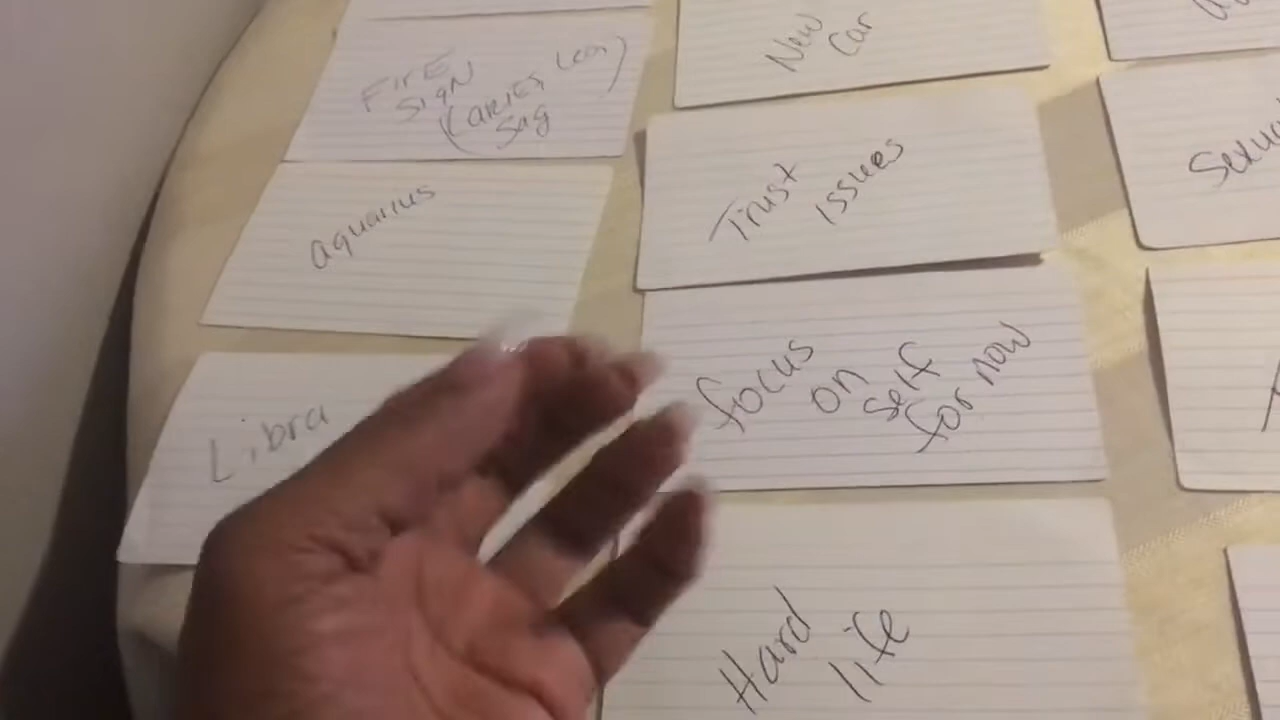 FirE
SigN
(ariES, Leo,
Sag)
aquarius
Libra
New
Car
Trust
issues
focus
on
self
for now
Hard
life